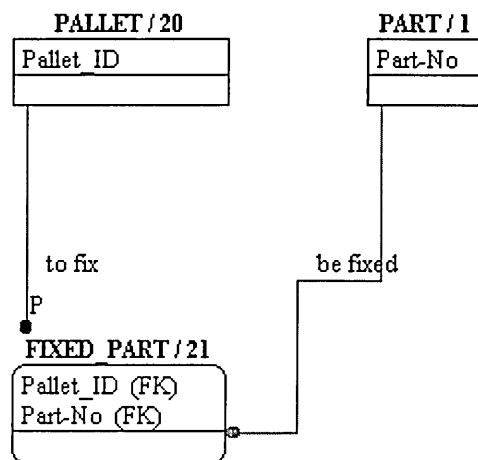 PALLET / 20
Pallet_ID
PART / 1
Part-No
to fix
be fixed
P
FIXED_PART / 21
Pallet_ID (FK)
Part-No (FK)